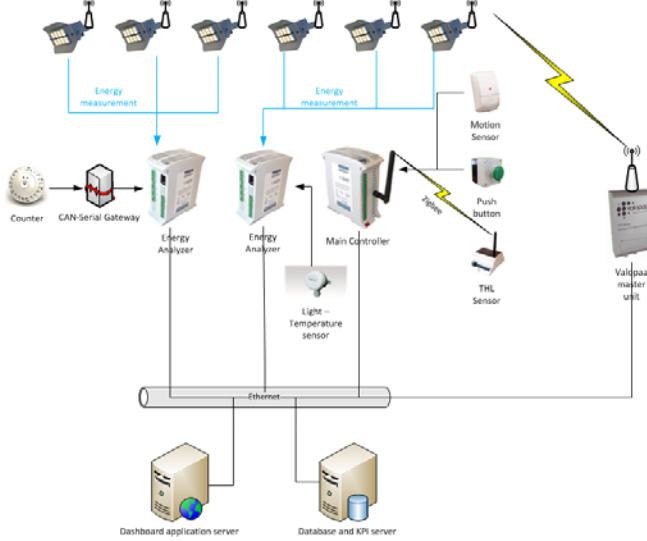 Energy
measurement
Energy
measurement
Motion
Sensor
Counter
CAN-Serial Gateway
Energy
Analyzer
Energy
Analyzer
Main Controller
Zigbee
Push
button
THL
Sensor
Valopaa
master
unit
Light –
Temperature
sensor
Ethernet
Dashboard application server
Database and KPI server